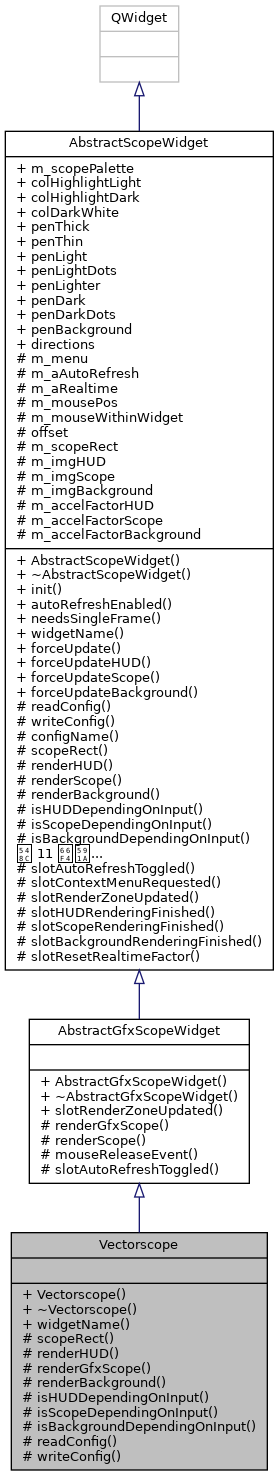 QWidget
AbstractScopeWidget
+ m_scopePalette
+ colHighlightLight
+ colHighlightDark
+ colDarkWhite
+ penThick
+ penThin
+ penLight
+ penLightDots
+ penLighter
+ penDark
+ penDarkDots
+ penBackground
+ directions
# m_menu
# m_aAutoRefresh
# m_aRealtime
# m_mousePos
# m_mouseWithinWidget
# offset
# m_scopeRect
# m_imgHUD
# m_imgScope
# m_imgBackground
# m_accelFactorHUD
# m_accelFactorScope
# m_accelFactorBackground
+ AbstractScopeWidget()
+ ~AbstractScopeWidget()
+ init()
+ autoRefreshEnabled()
+ needsSingleFrame()
+ widgetName()
+ forceUpdate()
+ forceUpdateHUD()
+ forceUpdateScope()
+ forceUpdateBackground()
# readConfig()
# writeConfig()
# configName()
# scopeRect()
# renderHUD()
# renderScope()
# renderBackground()
# isHUDDependingOnInput()
# isScopeDependingOnInput()
# isBackgroundDependingOnInput()
11 ...
# slotAutoRefreshToggled()
# slotContextMenuRequested()
# slotRenderZoneUpdated()
# slotHUDRenderingFinished()
# slotScopeRenderingFinished()
# slotBackgroundRenderingFinished()
# slotResetRealtimeFactor()
AbstractGfxScopeWidget
+ AbstractGfxScopeWidget()
+ ~AbstractGfxScopeWidget()
+ slotRenderZoneUpdated()
# renderGfxScope()
# renderScope()
# mouseReleaseEvent()
# slotAutoRefreshToggled()
Vectorscope
+ Vectorscope()
+ ~Vectorscope()
+ widgetName()
# scopeRect()
# renderHUD()
# renderGfxScope()
# renderBackground()
# isHUDDependingOnInput()
# isScopeDependingOnInput()
# isBackgroundDependingOnInput()
# readConfig()
# writeConfig()